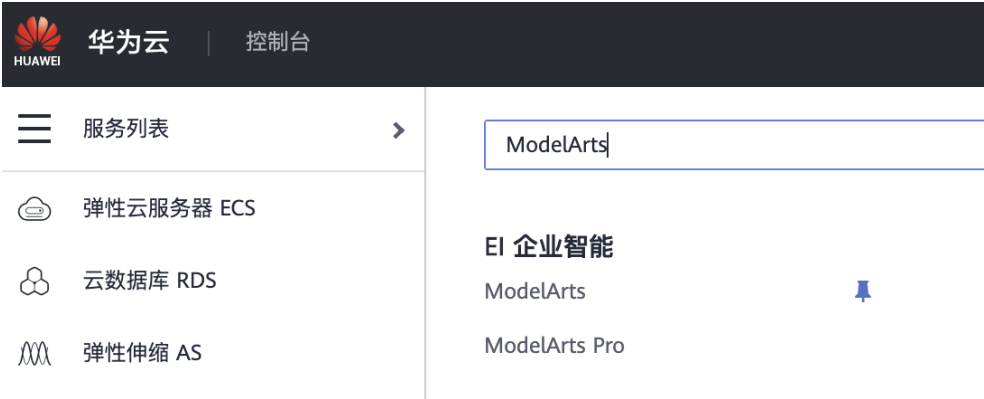 HUAWEI
华为云
控制台
服务列表
ModelArts
弹性云服务器 ECS
云数据库 RDS
弹性伸缩 AS
EI 企业智能
ModelArts
ModelArts Pro